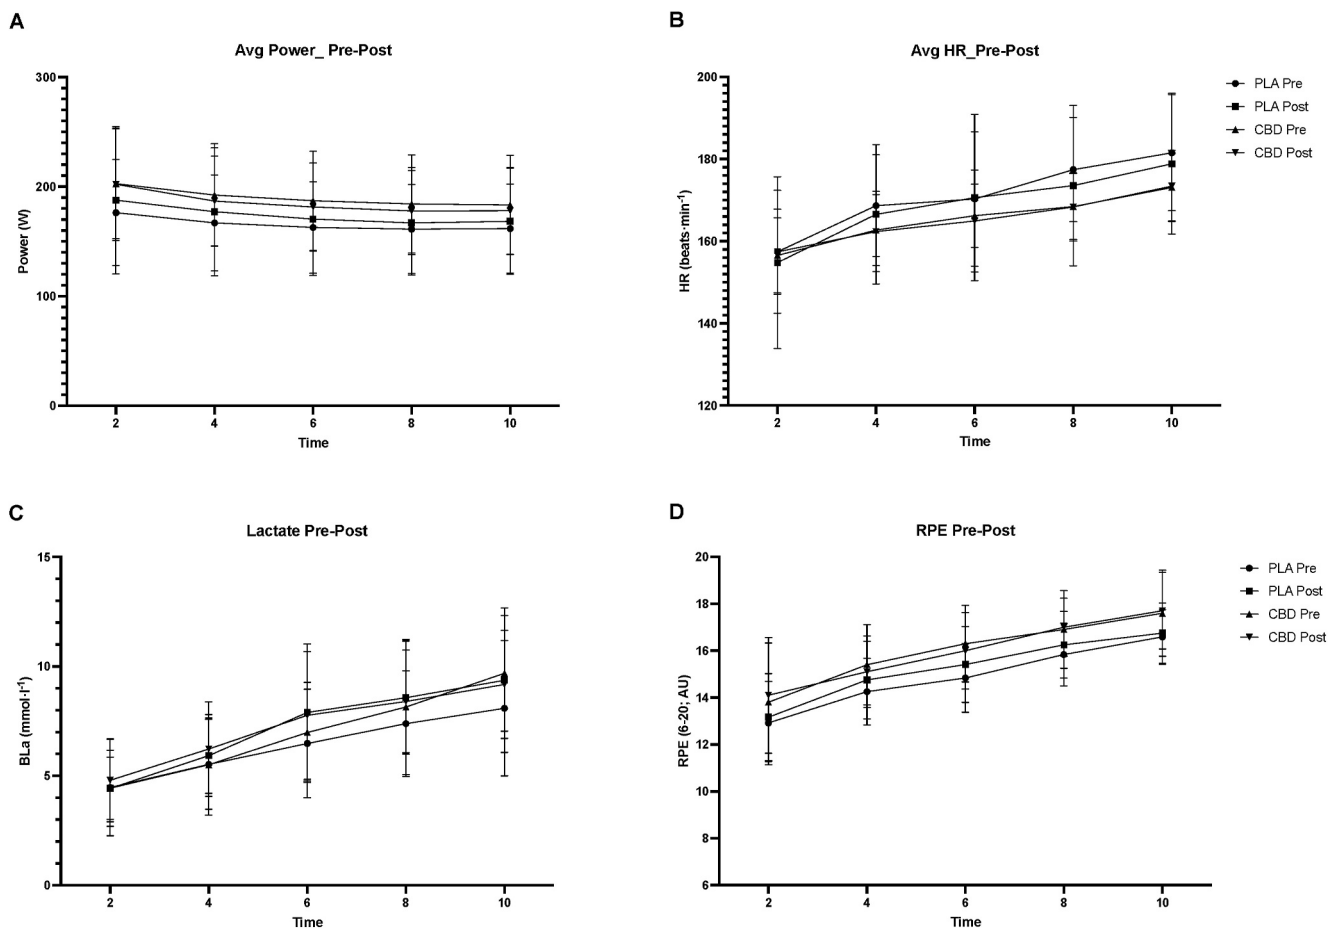 A
Avg Power_ Pre-Post
300
200
100
0
Power (W)
2 4 6 8 10
Time
B
Avg HR_Pre-Post
200
180
160
140
120
HR (beats·min⁻¹)
2 4 6 8 10
Time
PLA Pre
PLA Post
CBD Pre
CBD Post
C
Lactate Pre-Post
15
10
5
0
BLa (mmol·l⁻¹)
2 4 6 8 10
Time
D
RPE Pre-Post
20
18
16
14
12
10
8
6
RPE (6-20; AU)
2 4 6 8 10
Time
PLA Pre
PLA Post
CBD Pre
CBD Post